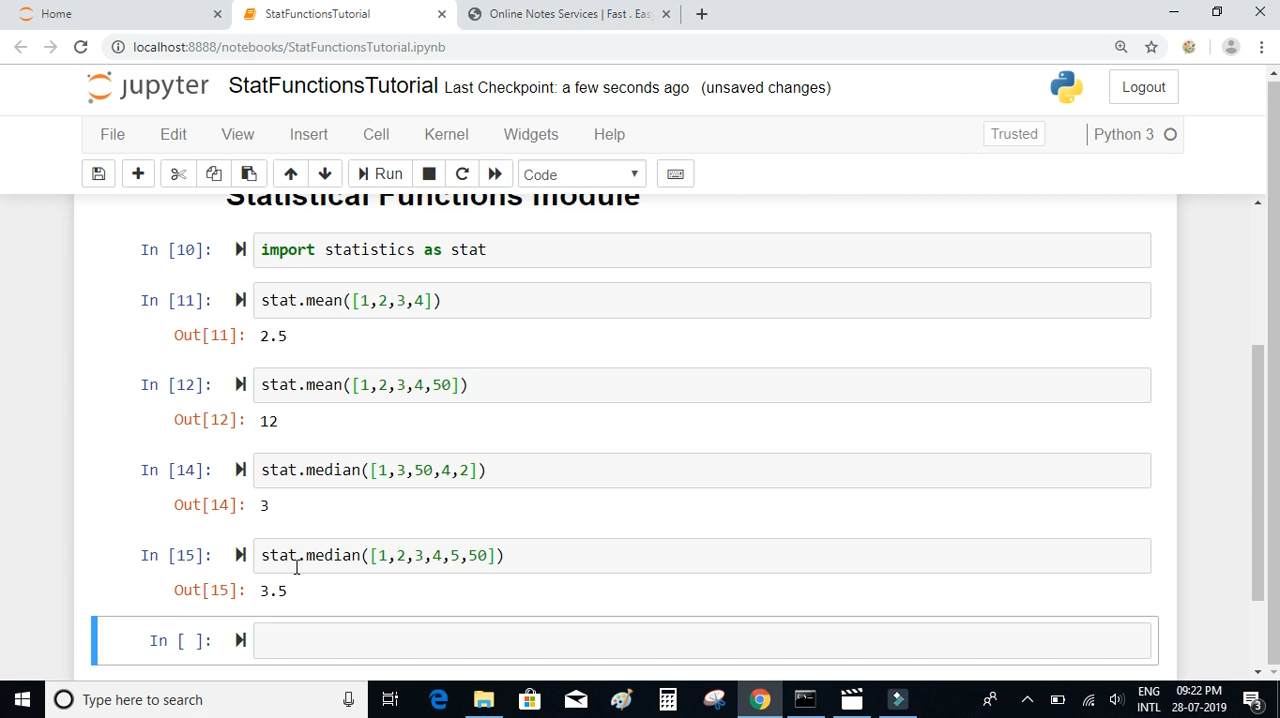 Home
StatFunctionsTutorial
Online Notes Services | Fast . Eas
localhost:8888/notebooks/StatFunctionsTutorial.ipynb
jupyter StatFunctionsTutorial Last Checkpoint: a few seconds ago (unsaved changes)
Logout
File Edit View Insert Cell Kernel Widgets Help
Trusted
Python 3
Run
Code
Statistical Functions module
In [10]: import statistics as stat
In [11]: stat.mean([1,2,3,4])
Out[11]: 2.5
In [12]: stat.mean([1,2,3,4,50])
Out[12]: 12
In [14]: stat.median([1,3,50,4,2])
Out[14]: 3
In [15]: stat.median([1,2,3,4,5,50])
Out[15]: 3.5
In [ ]:
Type here to search
ENG
INTL
09:22 PM
28-07-2019
3